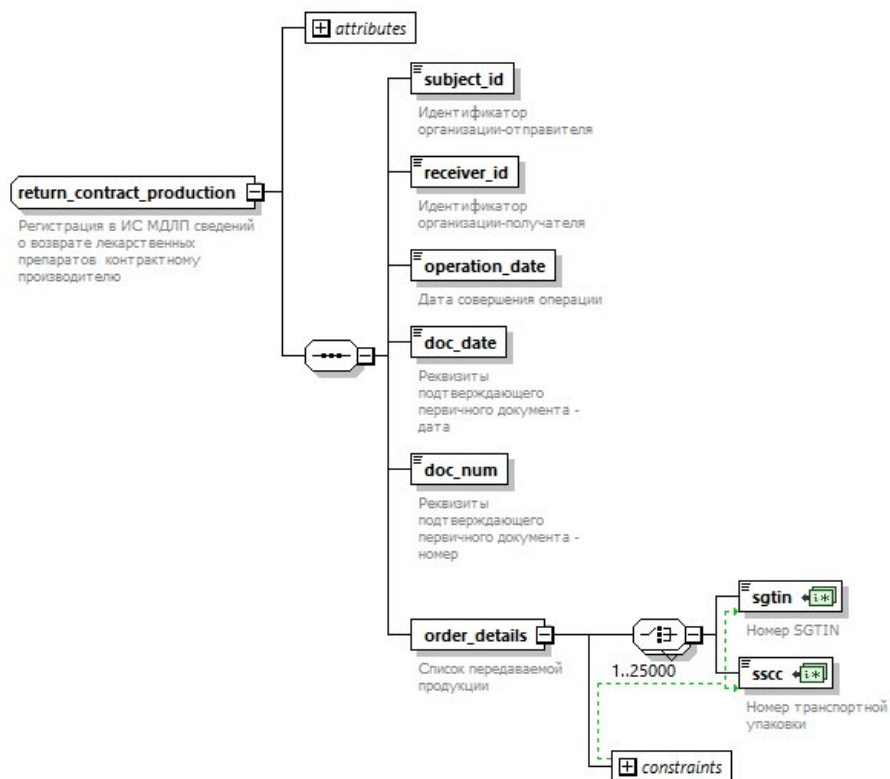 attributes
subject_id
Идентификатор
организации-отправителя
receiver_id
return_contract_production
Идентификатор
организации-получателя
Регистрация в ИС МДЛП сведений
о возврате лекарственных
препаратов контрактному
производителю
operation_date
Дата совершения операции
doc_date
Реквизиты
подтверждающего
первичного документа -
дата
doc_num
Реквизиты
подтверждающего
первичного документа -
номер
order_details
Список передаваемой
продукции
1..25000
sgtin
Номер SGTIN
sscc
Номер транспортной
упаковки
constraints